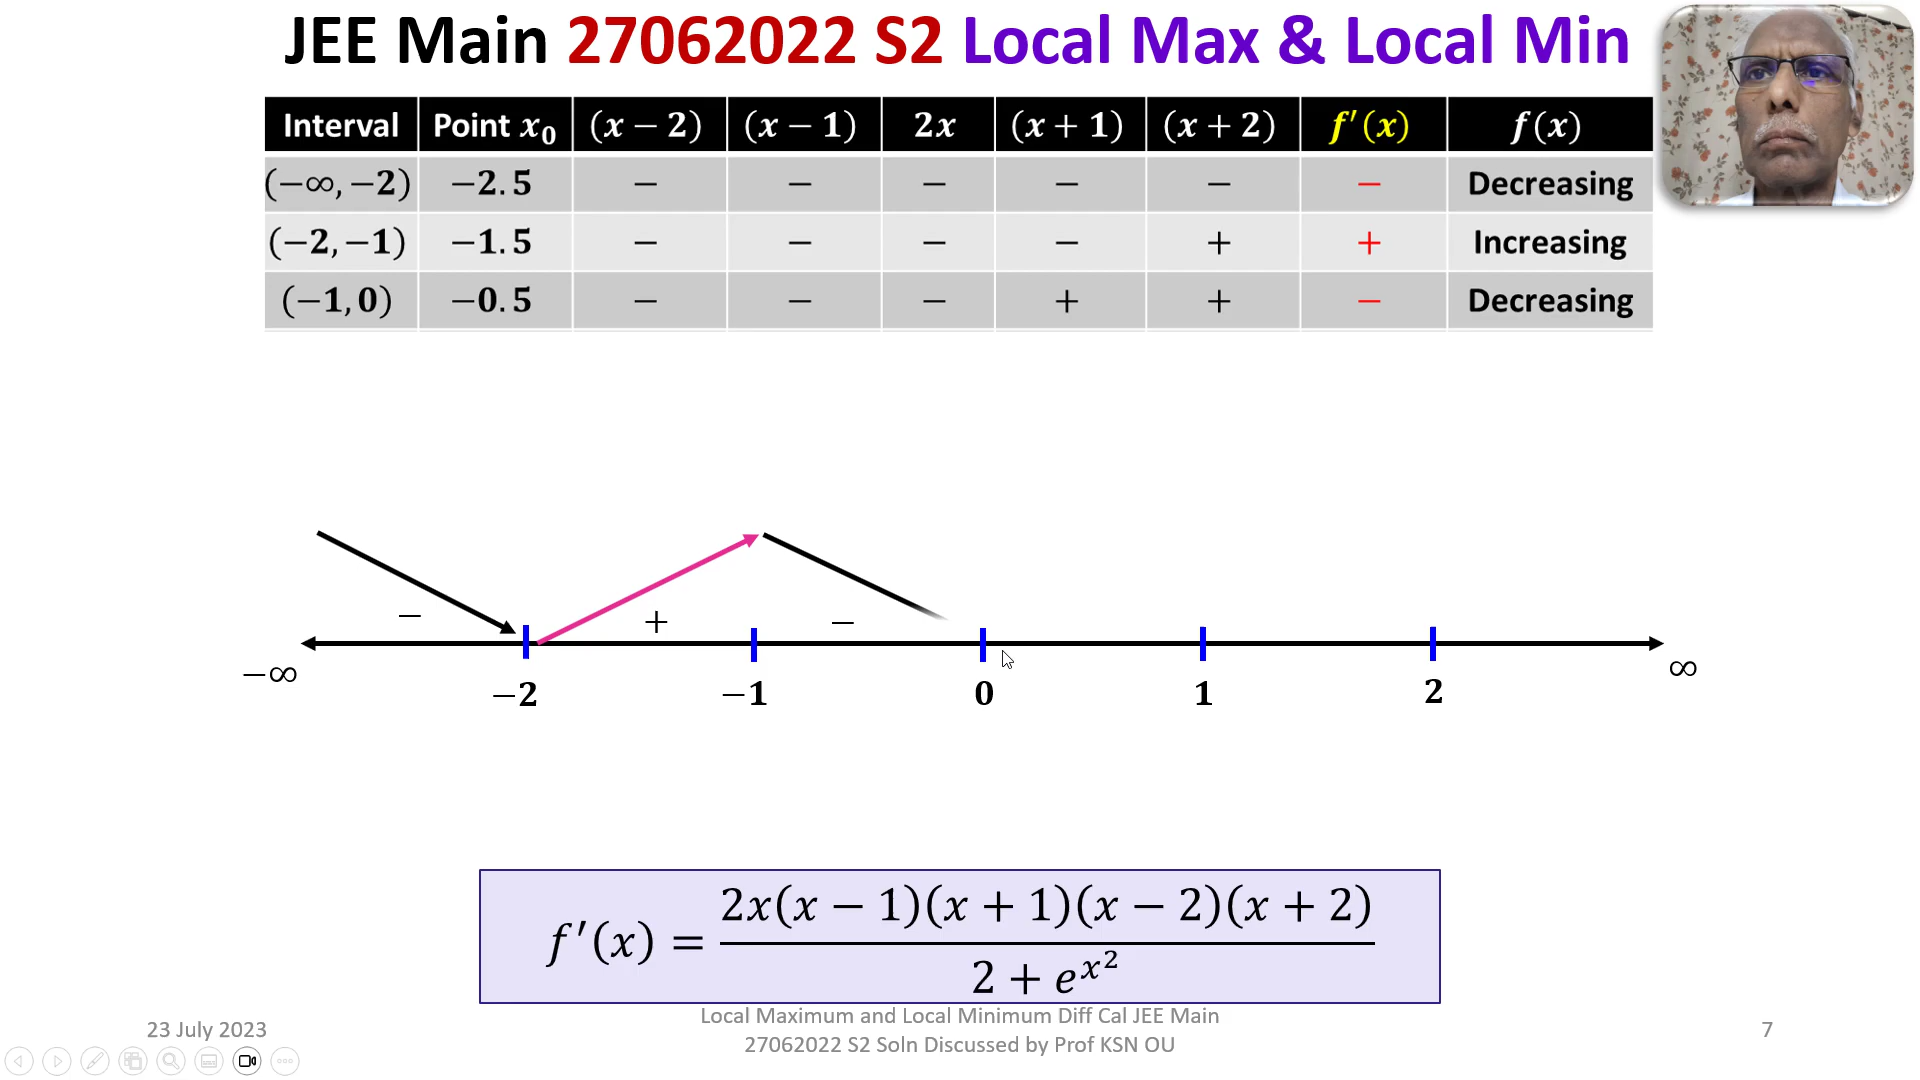 JEE Main 27062022 S2 Local Max & Local Min
Interval Point x₀ (x − 2) (x − 1) 2x (x + 1) (x + 2) f′(x) f(x)
(−∞, −2) −2.5 − − − − − − Decreasing
(−2, −1) −1.5 − − − − + + Increasing
(−1, 0) −0.5 − − − + + − Decreasing
− + −
−∞ −2 −1 0 1 2 ∞
f′(x) = 2x(x − 1)(x + 1)(x − 2)(x + 2) / 2 + e^x²
23 July 2023
Local Maximum and Local Minimum Diff Cal JEE Main
27062022 S2 Soln Discussed by Prof KSN OU
7